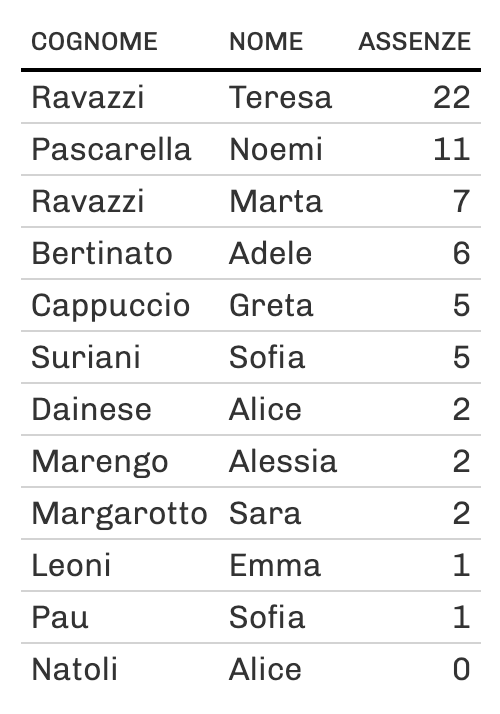 COGNOME NOME ASSENZE
Ravazzi Teresa 22
Pascarella Noemi 11
Ravazzi Marta 7
Bertinato Adele 6
Cappuccio Greta 5
Suriani Sofia 5
Dainese Alice 2
Marengo Alessia 2
Margarotto Sara 2
Leoni Emma 1
Pau Sofia 1
Natoli Alice 0